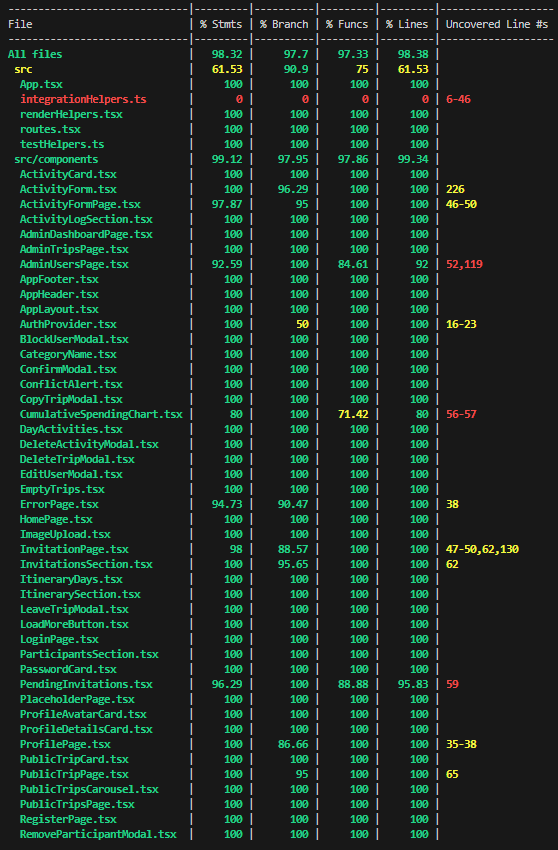 -------------------------------|---------|----------|---------|---------|-------------------
File                           | % Stmts | % Branch | % Funcs | % Lines | Uncovered Line #s
-------------------------------|---------|----------|---------|---------|-------------------
All files                      |   98.32 |     97.7 |   97.33 |   98.38 |
 src                           |   61.53 |     90.9 |      75 |   61.53 |
  App.tsx                      |     100 |      100 |     100 |     100 |
  integrationHelpers.ts        |       0 |        0 |       0 |       0 | 6-46
  renderHelpers.tsx            |     100 |      100 |     100 |     100 |
  routes.tsx                   |     100 |      100 |     100 |     100 |
  testHelpers.ts               |     100 |      100 |     100 |     100 |
 src/components                |   99.12 |    97.95 |   97.86 |   99.34 |
  ActivityCard.tsx             |     100 |      100 |     100 |     100 |
  ActivityForm.tsx             |     100 |    96.29 |     100 |     100 | 226
  ActivityFormPage.tsx         |   97.87 |       95 |     100 |     100 | 46-50
  ActivityLogSection.tsx       |     100 |      100 |     100 |     100 |
  AdminDashboardPage.tsx       |     100 |      100 |     100 |     100 |
  AdminTripsPage.tsx           |     100 |      100 |     100 |     100 |
  AdminUsersPage.tsx           |   92.59 |      100 |   84.61 |      92 | 52,119
  AppFooter.tsx                |     100 |      100 |     100 |     100 |
  AppHeader.tsx                |     100 |      100 |     100 |     100 |
  AppLayout.tsx                |     100 |      100 |     100 |     100 |
  AuthProvider.tsx             |     100 |       50 |     100 |     100 | 16-23
  BlockUserModal.tsx           |     100 |      100 |     100 |     100 |
  CategoryName.tsx             |     100 |      100 |     100 |     100 |
  ConfirmModal.tsx             |     100 |      100 |     100 |     100 |
  ConflictAlert.tsx            |     100 |      100 |     100 |     100 |
  CopyTripModal.tsx            |     100 |      100 |     100 |     100 |
  CumulativeSpendingChart.tsx  |      80 |      100 |   71.42 |      80 | 56-57
  DayActivities.tsx            |     100 |      100 |     100 |     100 |
  DeleteActivityModal.tsx      |     100 |      100 |     100 |     100 |
  DeleteTripModal.tsx          |     100 |      100 |     100 |     100 |
  EditUserModal.tsx            |     100 |      100 |     100 |     100 |
  EmptyTrips.tsx               |     100 |      100 |     100 |     100 |
  ErrorPage.tsx                |   94.73 |    90.47 |     100 |     100 | 38
  HomePage.tsx                 |     100 |      100 |     100 |     100 |
  ImageUpload.tsx              |     100 |      100 |     100 |     100 |
  InvitationPage.tsx           |      98 |    88.57 |     100 |     100 | 47-50,62,130
  InvitationsSection.tsx       |     100 |    95.65 |     100 |     100 | 62
  ItineraryDays.tsx            |     100 |      100 |     100 |     100 |
  ItinerarySection.tsx         |     100 |      100 |     100 |     100 |
  LeaveTripModal.tsx           |     100 |      100 |     100 |     100 |
  LoadMoreButton.tsx           |     100 |      100 |     100 |     100 |
  LoginPage.tsx                |     100 |      100 |     100 |     100 |
  ParticipantsSection.tsx      |     100 |      100 |     100 |     100 |
  PasswordCard.tsx             |     100 |      100 |     100 |     100 |
  PendingInvitations.tsx       |   96.29 |      100 |   88.88 |   95.83 | 59
  PlaceholderPage.tsx          |     100 |      100 |     100 |     100 |
  ProfileAvatarCard.tsx        |     100 |      100 |     100 |     100 |
  ProfileDetailsCard.tsx       |     100 |      100 |     100 |     100 |
  ProfilePage.tsx              |     100 |    86.66 |     100 |     100 | 35-38
  PublicTripCard.tsx           |     100 |      100 |     100 |     100 |
  PublicTripPage.tsx           |     100 |       95 |     100 |     100 | 65
  PublicTripsCarousel.tsx      |     100 |      100 |     100 |     100 |
  PublicTripsPage.tsx          |     100 |      100 |     100 |     100 |
  RegisterPage.tsx             |     100 |      100 |     100 |     100 |
  RemoveParticipantModal.tsx   |     100 |      100 |     100 |     100 |